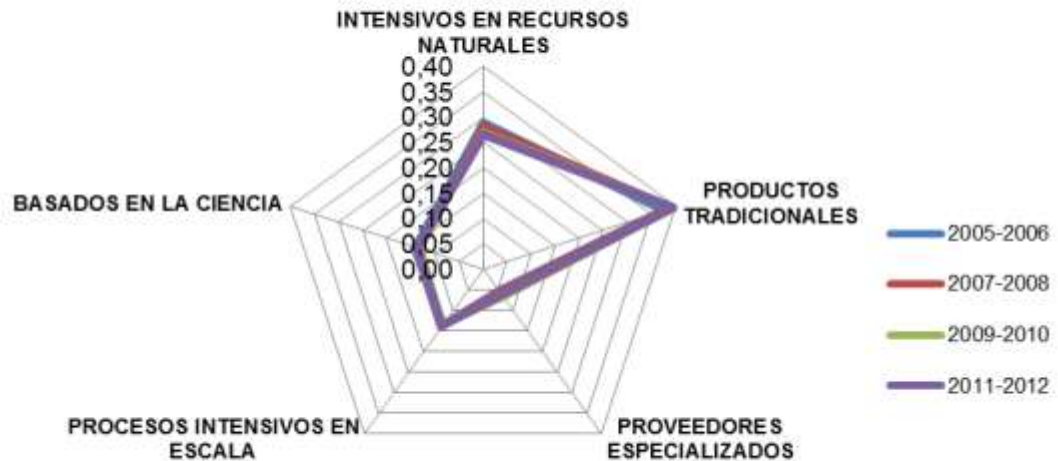 INTENSIVOS EN RECURSOS
NATURALES
0,40
0,35
0,30
0,25
0,20
0,15
0,10
0,05
0,00
PRODUCTOS
TRADICIONALES
BASADOS EN LA CIENCIA
2005-2006
2007-2008
2009-2010
2011-2012
PROCESOS INTENSIVOS EN
ESCALA
PROVEEDORES
ESPECIALIZADOS